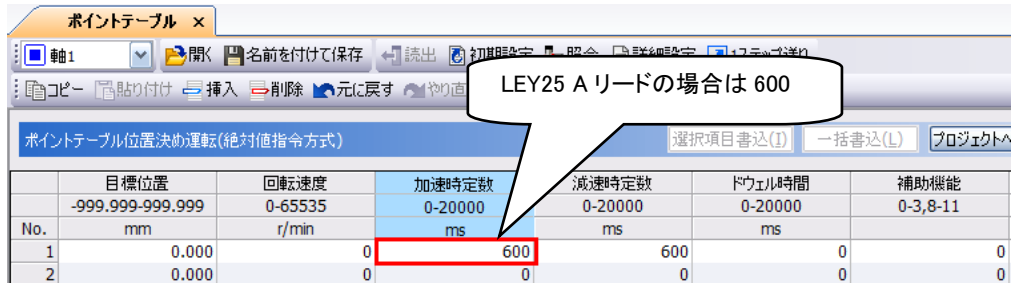 ポイントテーブル ×
軸1 開く 名前を付けて保存 読出 初期設定 照合 詳細設定 1ステップ送り
コピー 貼り付け 挿入 削除 元に戻す やり直
LEY25 A リードの場合は 600
ポイントテーブル位置決め運転(絶対値指令方式) 選択項目書込(I) 一括書込(L) プロジェクトへ
目標位置 回転速度 加速時定数 減速時定数 ドウェル時間 補助機能
-999.999-999.999 0-65535 0-20000 0-20000 0-20000 0-3,8-11
No. mm r/min ms ms ms
1 0.000 0 600 600 0 0
2 0.000 0 0 0 0 0